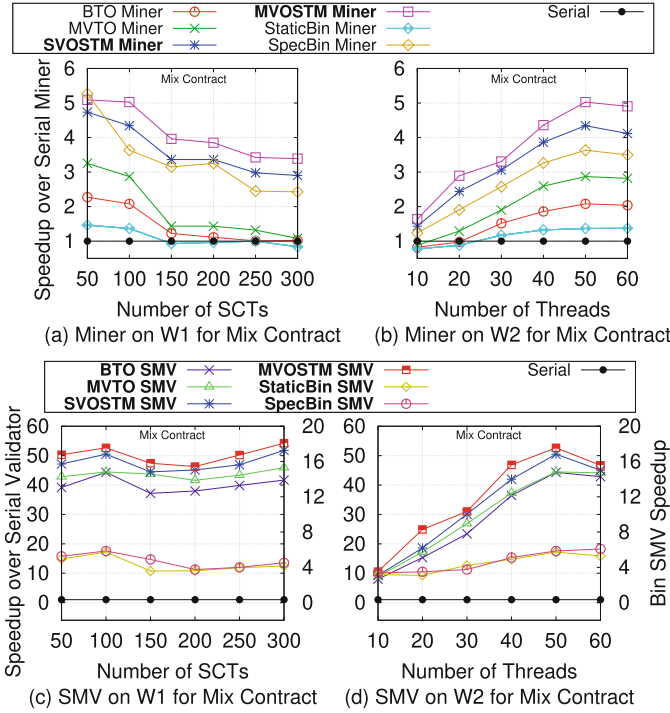 BTO Miner
MVTO Miner
SVOSTM Miner
MVOSTM Miner
StaticBin Miner
SpecBin Miner
Serial
Speedup over Serial Miner
6
5
4
3
2
1
Mix Contract
50 100 150 200 250 300
Number of SCTs
(a) Miner on W1 for Mix Contract
6
5
4
3
2
1
Mix Contract
10 20 30 40 50 60
Number of Threads
(b) Miner on W2 for Mix Contract
BTO SMV
MVTO SMV
SVOSTM SMV
MVOSTM SMV
StaticBin SMV
SpecBin SMV
Serial
Speedup over Serial Validator
60
50
40
30
20
10
0
Mix Contract
50 100 150 200 250 300
Number of SCTs
(c) SMV on W1 for Mix Contract
60
50
40
30
20
10
0
Mix Contract
20
16
12
8
4
0
Bin SMV Speedup
10 20 30 40 50 60
Number of Threads
(d) SMV on W2 for Mix Contract